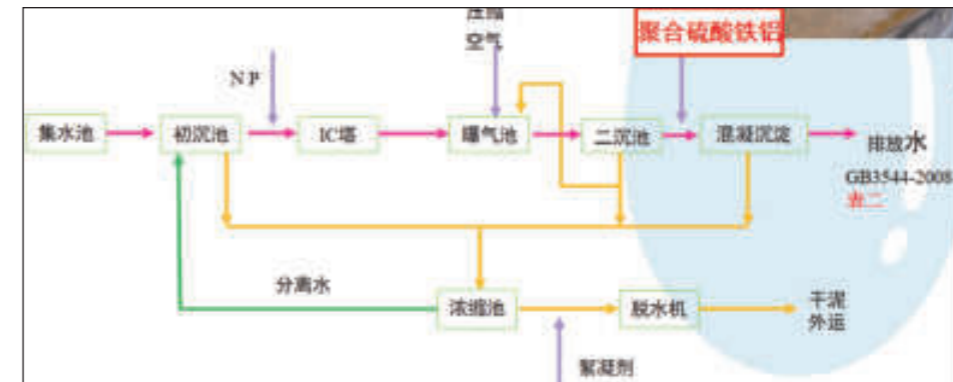 压缩
空气
聚合硫酸铁铝
N P
集水池
初沉池
IC塔
曝气池
二沉池
混凝沉淀
排放水
GB3544-2008
表二
分离水
浓缩池
脱水机
干泥
外运
絮凝剂